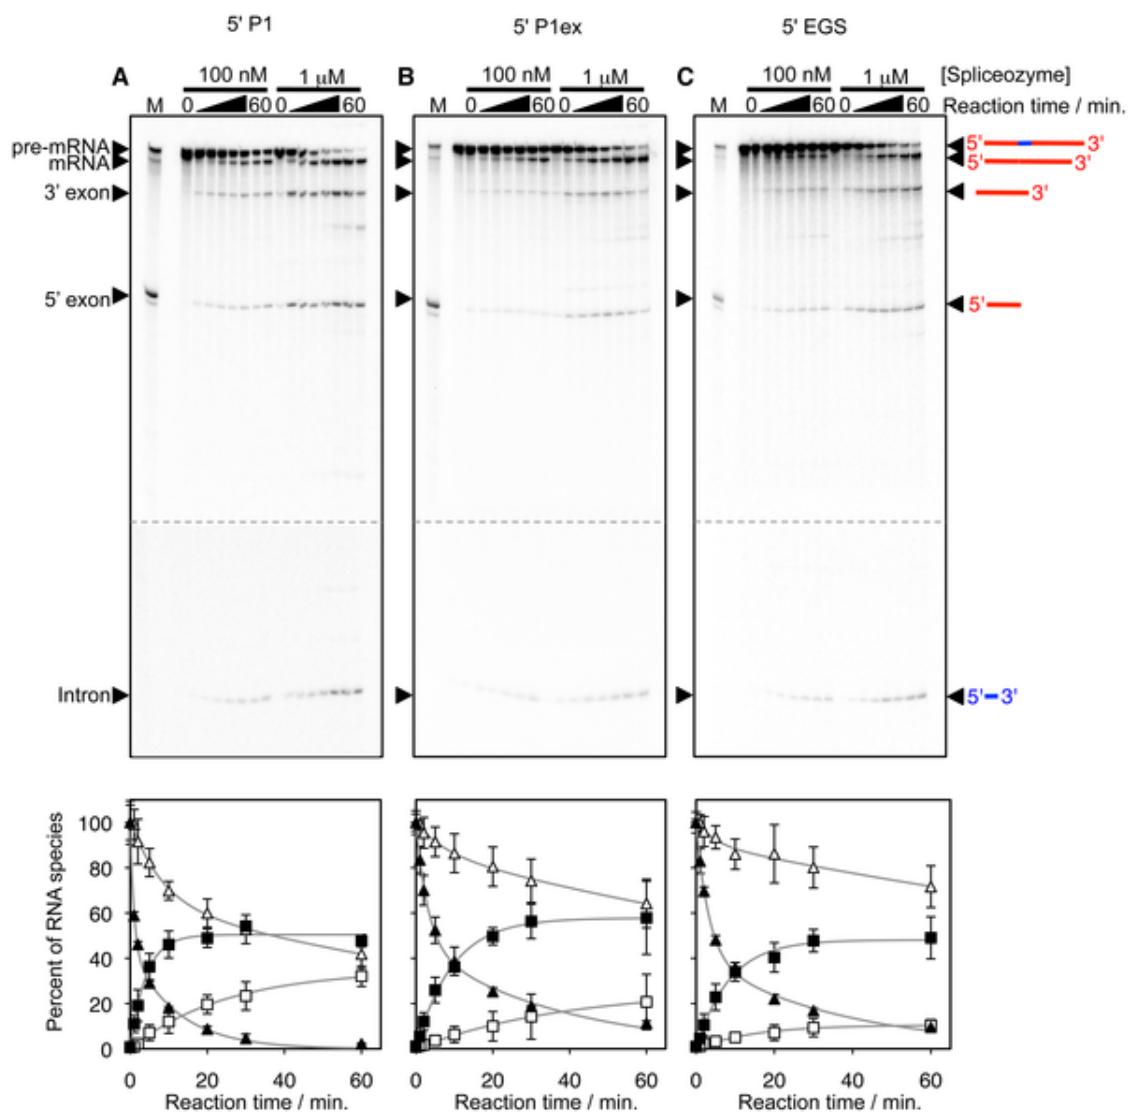 5' P1 5' P1ex 5' EGS
A 100 nM 1 μM B 100 nM 1 μM C 100 nM 1 μM [Spliceozyme]
M 0 60 0 60 M 0 60 0 60 M 0 60 0 60 Reaction time / min.
pre-mRNA 5' 3'
mRNA 5' 3'
3' exon 3'
5' exon 5'
Intron 5' 3'
100
80
60
40
20
0
Percent of RNA species
0 20 40 60 0 20 40 60 0 20 40 60
Reaction time / min. Reaction time / min. Reaction time / min.